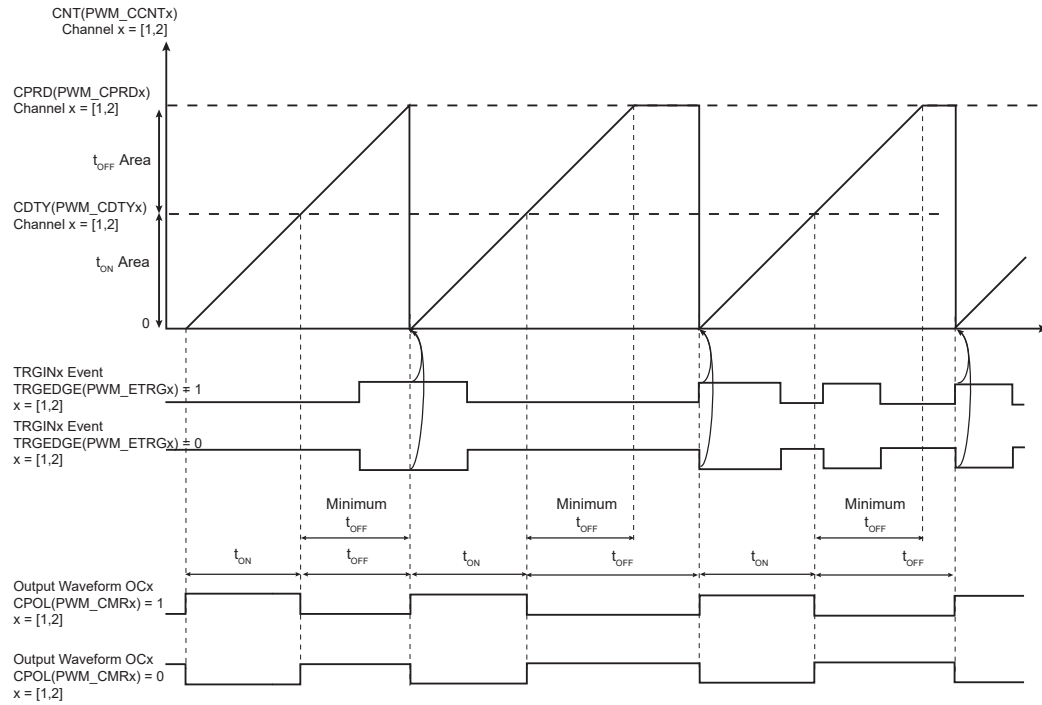 CNT(PWM_CCNTx)
Channel x = [1,2]
CPRD(PWM_CPRDx)
Channel x = [1,2]
tOFF Area
CDTY(PWM_CDTYx)
Channel x = [1,2]
tON Area
0
TRGINx Event
TRGEDGE(PWM_ETRGx) = 1
x = [1,2]
TRGINx Event
TRGEDGE(PWM_ETRGx) = 0
x = [1,2]
Minimum
tOFF
Minimum
tOFF
Minimum
tOFF
tON
tOFF
tON
tOFF
tON
tOFF
Output Waveform OCx
CPOL(PWM_CMRx) = 1
x = [1,2]
Output Waveform OCx
CPOL(PWM_CMRx) = 0
x = [1,2]